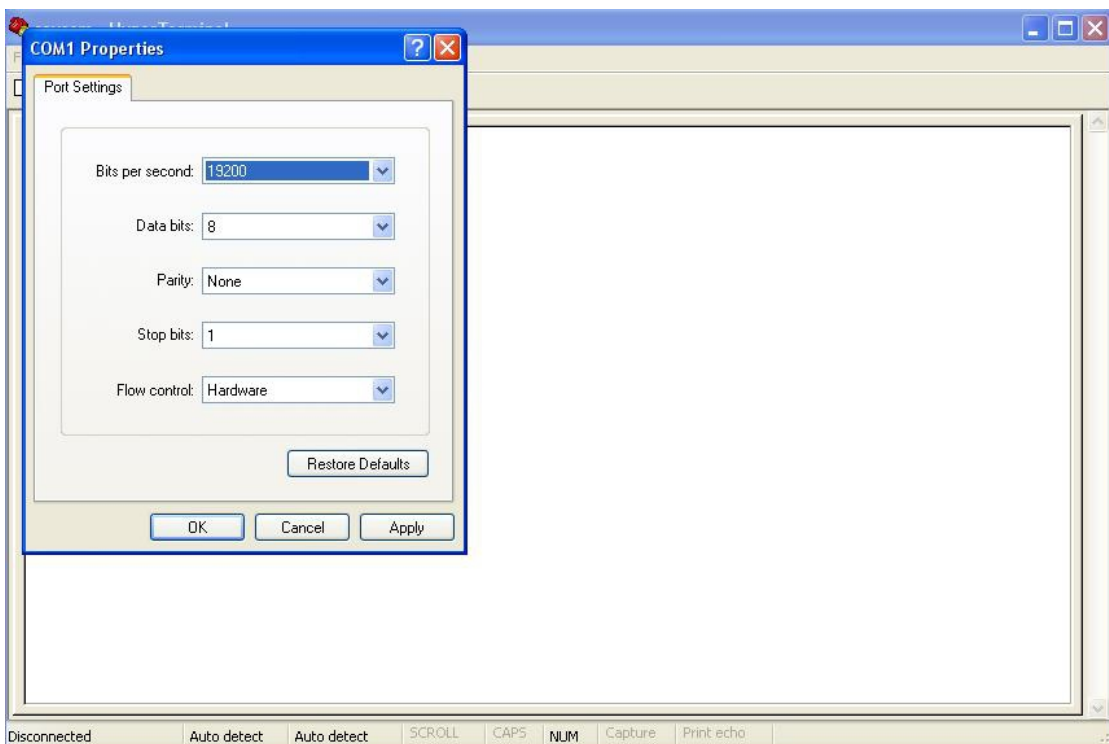 COM1 Properties
Port Settings
Bits per second: 19200
Data bits: 8
Parity: None
Stop bits: 1
Flow control: Hardware
Restore Defaults
OK Cancel Apply
Disconnected Auto detect Auto detect SCROLL CAPS NUM Capture Print echo